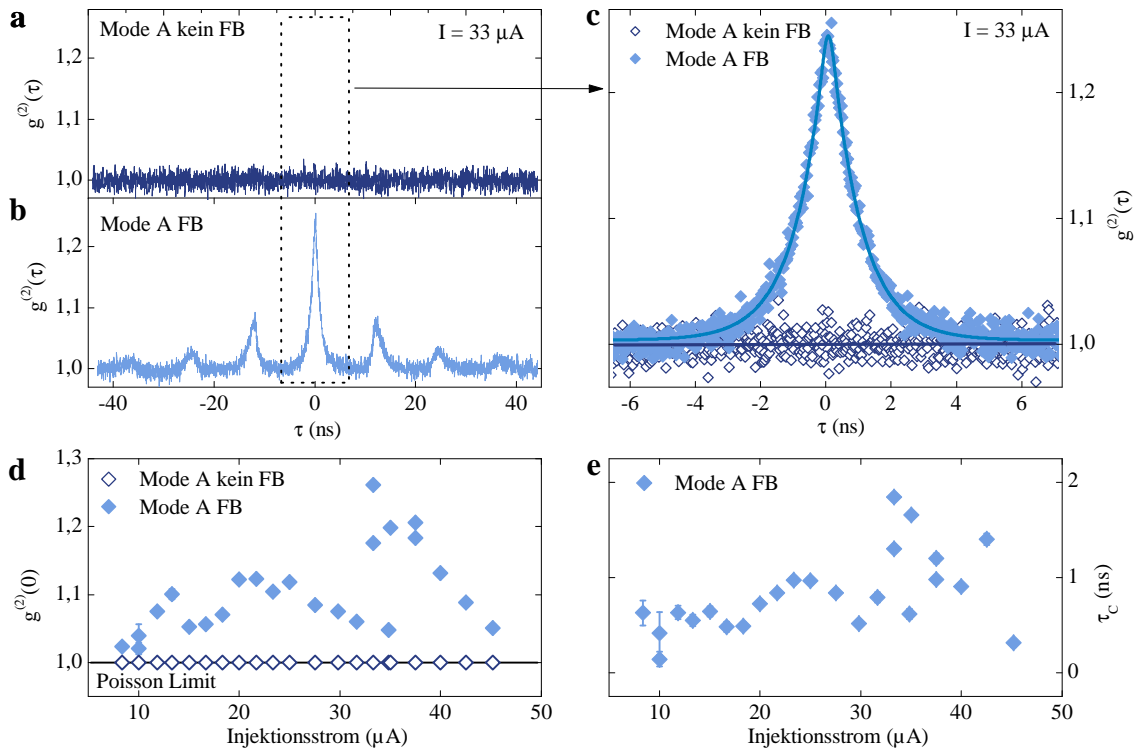 a
Mode A kein FB
I = 33 µA
1,2
1,1
1,0
g(2)(τ)
b
Mode A FB
1,2
1,1
1,0
g(2)(τ)
-40 -20 0 20 40
τ (ns)
c
Mode A kein FB
Mode A FB
I = 33 µA
1,2
1,1
1,0
g(2)(τ)
-6 -4 -2 0 2 4 6
τ (ns)
d
Mode A kein FB
Mode A FB
1,3
1,2
1,1
1,0
g(2)(0)
Poisson Limit
10 20 30 40 50
Injektionsstrom (µA)
e
Mode A FB
2
1
0
τC (ns)
10 20 30 40 50
Injektionsstrom (µA)